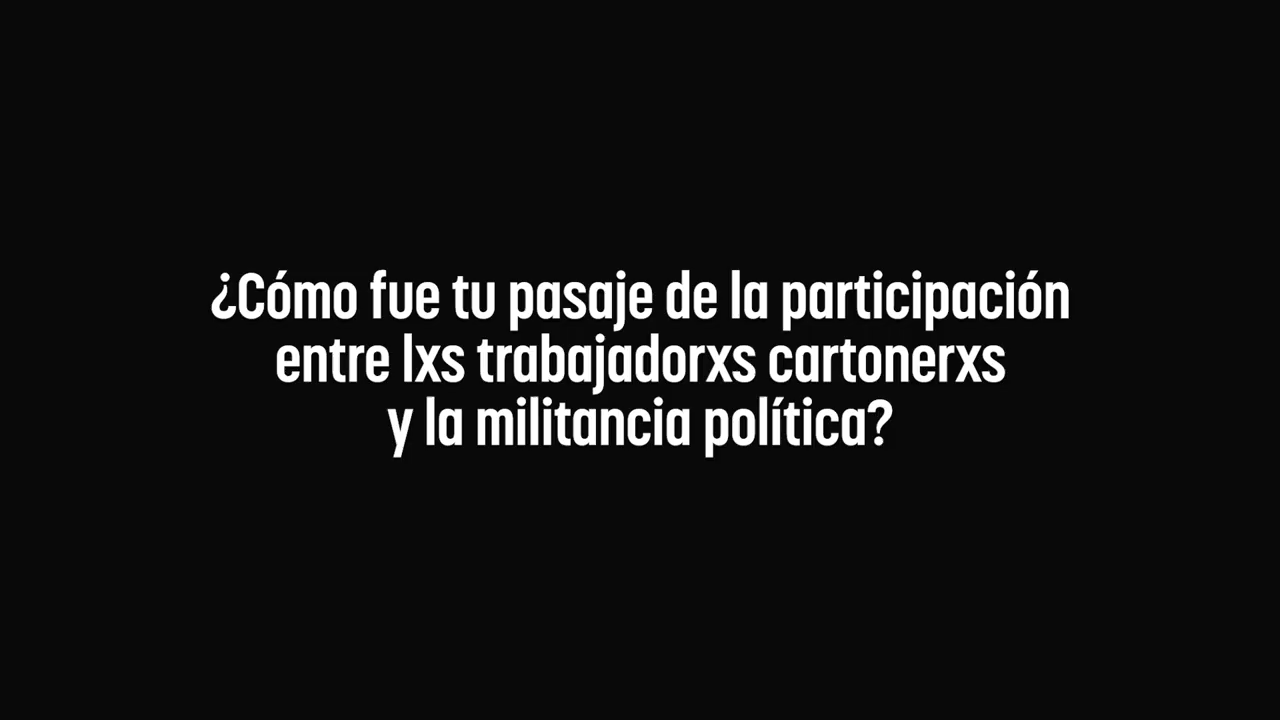 ¿Cómo fue tu pasaje de la participación
entre lxs trabajadorxs cartonerxs
y la militancia política?